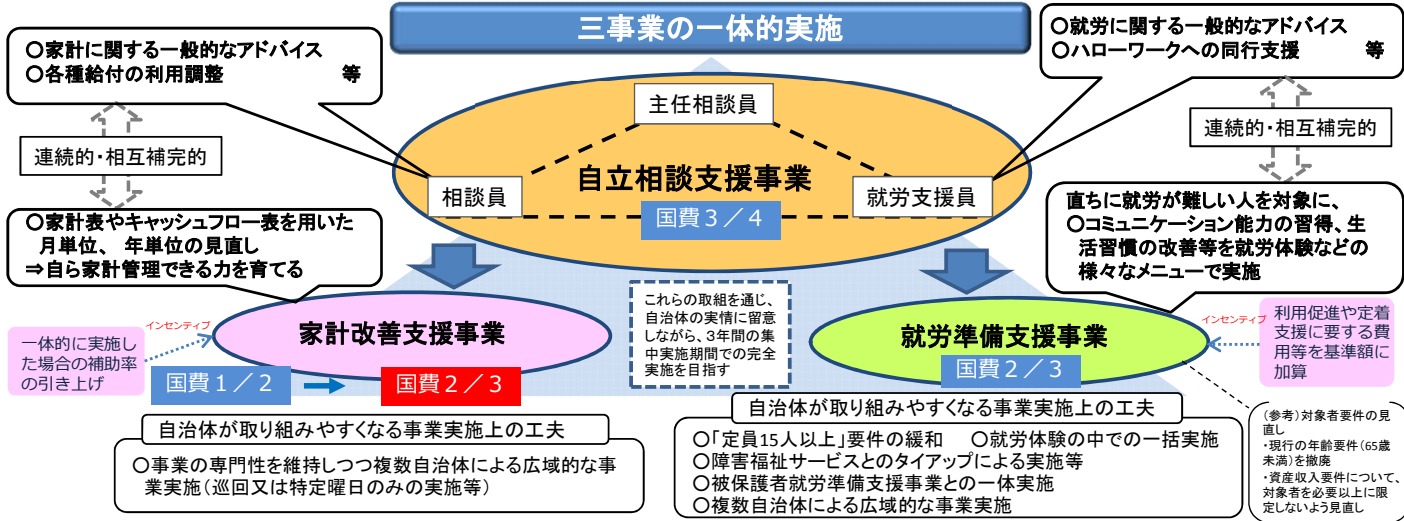 三事業の一体的実施
○家計に関する一般的なアドバイス
○各種給付の利用調整　等
○就労に関する一般的なアドバイス
○ハローワークへの同行支援　等
主任相談員
連続的・相互補完的
連続的・相互補完的
自立相談支援事業
相談員
就労支援員
国費３／４
○家計表やキャッシュフロー表を用いた
月単位、 年単位の見直し
⇒自ら家計管理できる力を育てる
直ちに就労が難しい人を対象に、
○コミュニケーション能力の習得、生
活習慣の改善等を就労体験などの
様々なメニューで実施
これらの取組を通じ、
自治体の実情に留意
しながら、3年間の集
中実施期間での完全
実施を目指す
インセンティブ
一体的に実施し
た場合の補助率
の引き上げ
家計改善支援事業
国費１／２
国費２／３
就労準備支援事業
国費２／３
インセンティブ
利用促進や定着
支援に要する費
用等を基準額に
加算
自治体が取り組みやすくなる事業実施上の工夫
○事業の専門性を維持しつつ複数自治体による広域的な事
業実施（巡回又は特定曜日のみの実施等）
自治体が取り組みやすくなる事業実施上の工夫
○「定員15人以上」要件の緩和　○就労体験の中での一括実施
○障害福祉サービスとのタイアップによる実施等
○被保護者就労準備支援事業との一体実施
○複数自治体による広域的な事業実施
（参考）対象者要件の見
直し
・現行の年齢要件（65歳
未満）を撤廃
・資産収入要件について、
対象者を必要以上に限
定しないよう見直し